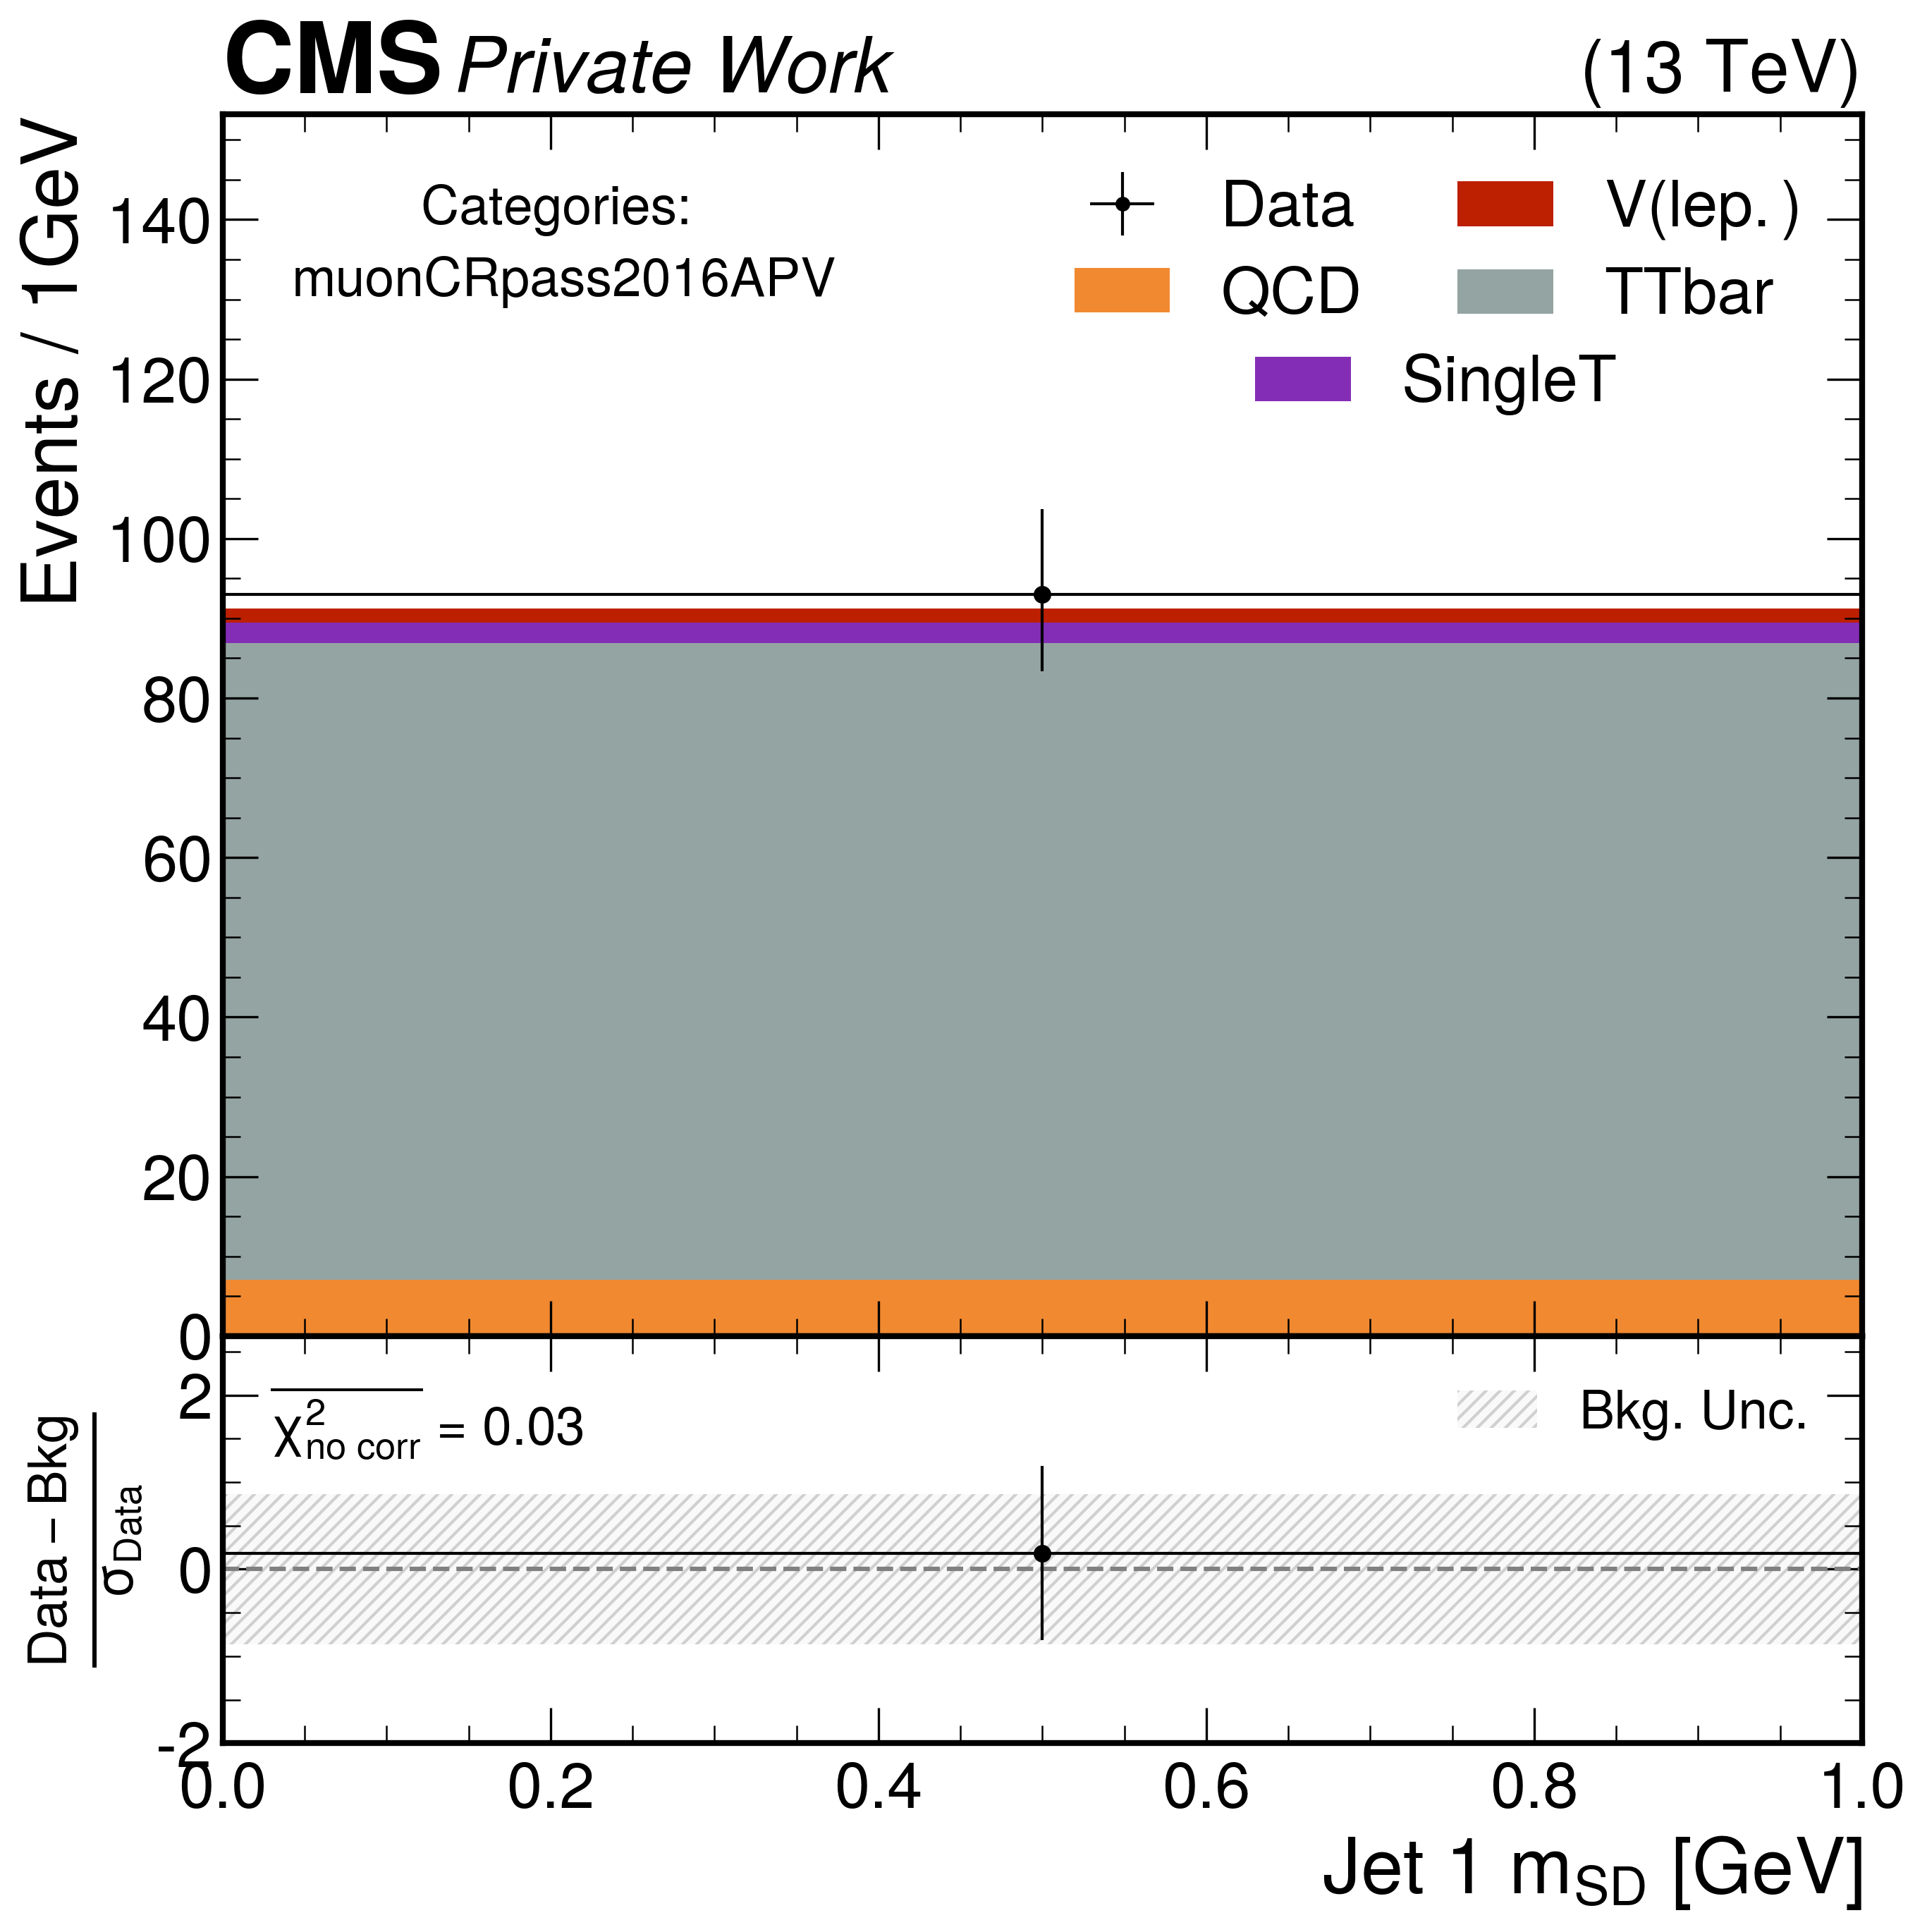 CMS Private Work (13 TeV)
Events / 1GeV
140
120
100
80
60
40
20
0
Categories:
muonCRpass2016APV
Data V(lep.)
QCD TTbar
SingleT
Data − Bkg
σData
2
0
-2
χ²no corr = 0.03
Bkg. Unc.
0.0 0.2 0.4 0.6 0.8 1.0
Jet 1 mSD [GeV]